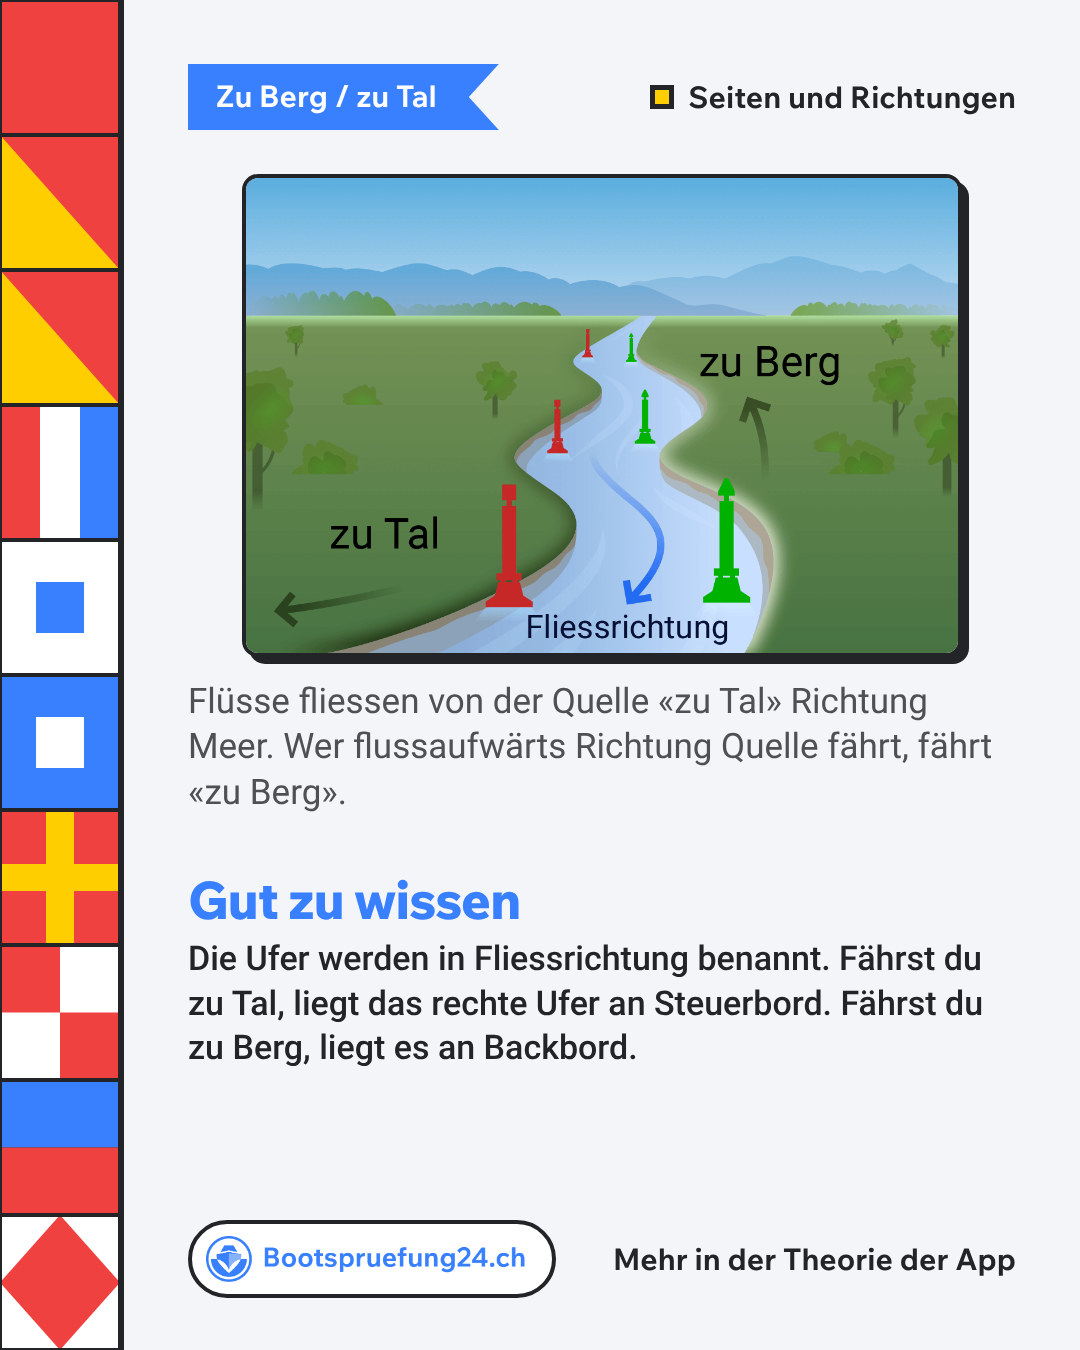 Zu Berg / zu Tal
Seiten und Richtungen
zu Berg
zu Tal
Fliessrichtung
Flüsse fliessen von der Quelle «zu Tal» Richtung
Meer. Wer flussaufwärts Richtung Quelle fährt, fährt
«zu Berg».
Gut zu wissen
Die Ufer werden in Fliessrichtung benannt. Fährst du
zu Tal, liegt das rechte Ufer an Steuerbord. Fährst du
zu Berg, liegt es an Backbord.
Bootspruefung24.ch
Mehr in der Theorie der App